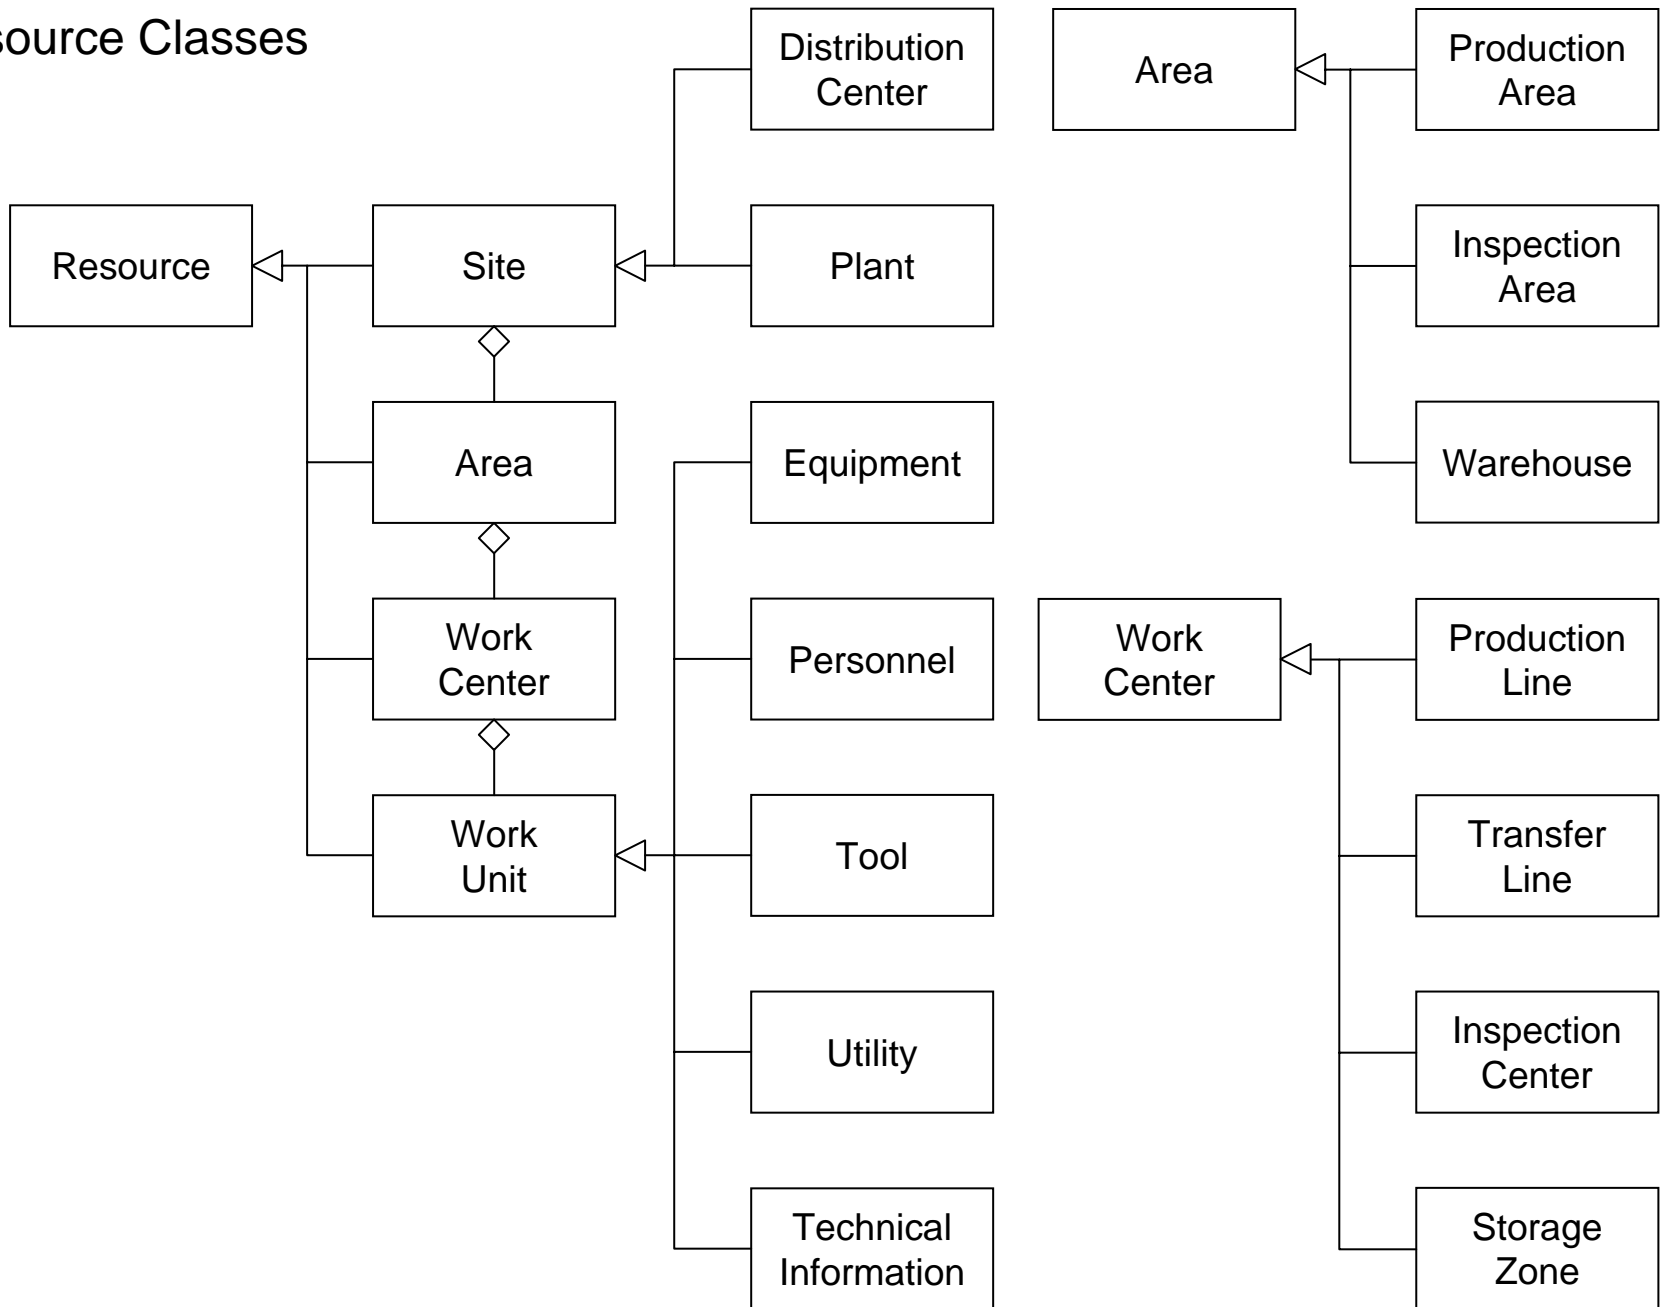 source Classes
Distribution
Center
Area
Production
Area
Resource
Site
Plant
Inspection
Area
Area
Equipment
Warehouse
Work
Center
Personnel
Work
Center
Production
Line
Work
Unit
Tool
Transfer
Line
Utility
Inspection
Center
Technical
Information
Storage
Zone